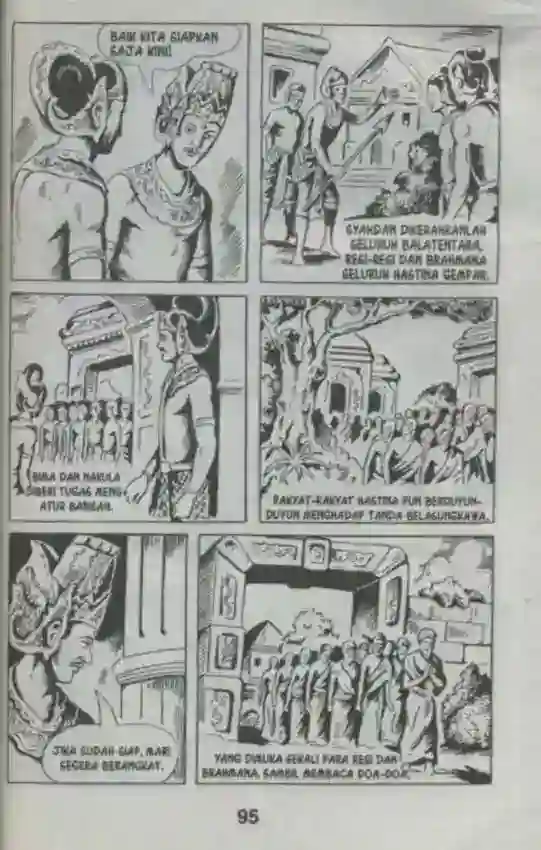 BAIK KITA SIAPKAN
SAJA KINI!
SYAHDAN DIKERAHKANLAH
SELURUH BALATENTARA,
RESI-RESI DAN BRAHMANA
SELURUH HASTINA GEMPAR.
BIMA DAN NAKULA
DIBERI TUGAS MENG-
ATUR BARISAN.
RAKYAT-RAKYAT HASTINA PUN BERDUYUN-
DUYUN MENGHADAP TANDA BELASUNGKAWA.
JIKA SUDAH SIAP, MARI
SEGERA BERANGKAT.
YANG DIMUKA SEKALI PARA RESI DAN
BRAHMANA, SAMBIL MEMBACA DOA-DOA.
95